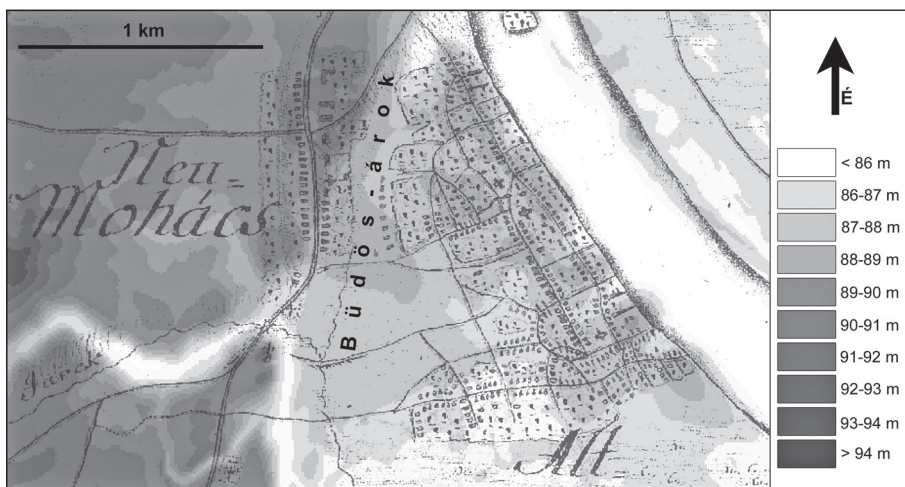 1 km
Neu-
Mohács
Büdös-árok
Jarek
Alt
É
< 86 m
86-87 m
87-88 m
88-89 m
89-90 m
90-91 m
91-92 m
92-93 m
93-94 m
> 94 m